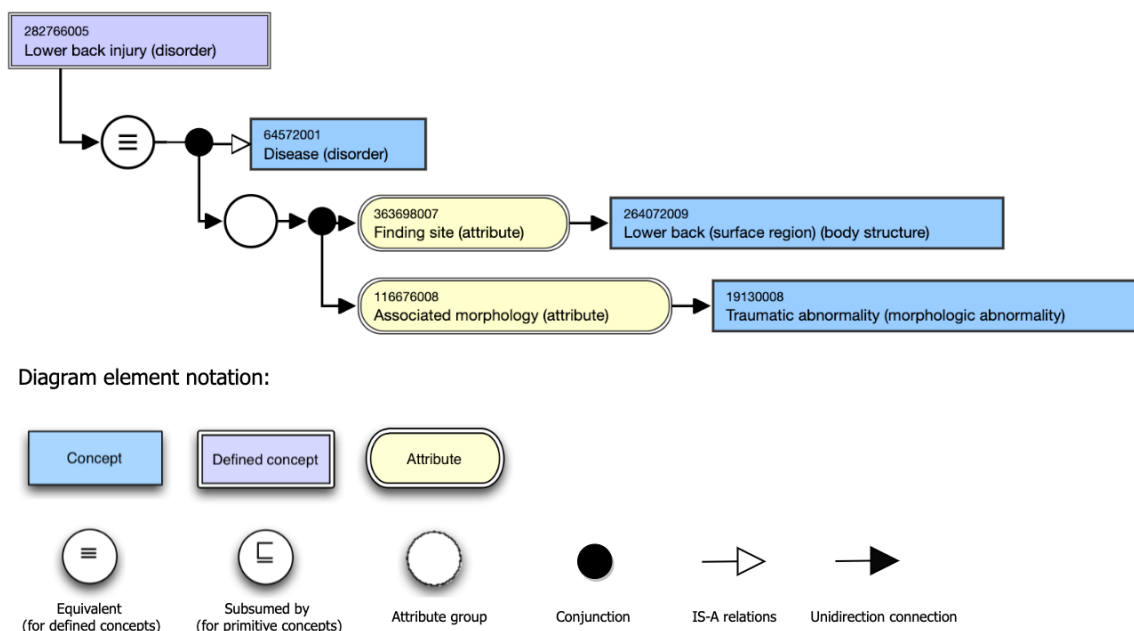 282766005
Lower back injury (disorder)
64572001
Disease (disorder)
363698007
Finding site (attribute)
264072009
Lower back (surface region) (body structure)
116676008
Associated morphology (attribute)
19130008
Traumatic abnormality (morphologic abnormality)
Diagram element notation:
Concept
Defined concept
Attribute
≡
Equivalent
(for defined concepts)
⊑
Subsumed by
(for primitive concepts)
Attribute group
Conjunction
IS-A relations
Unidirection connection